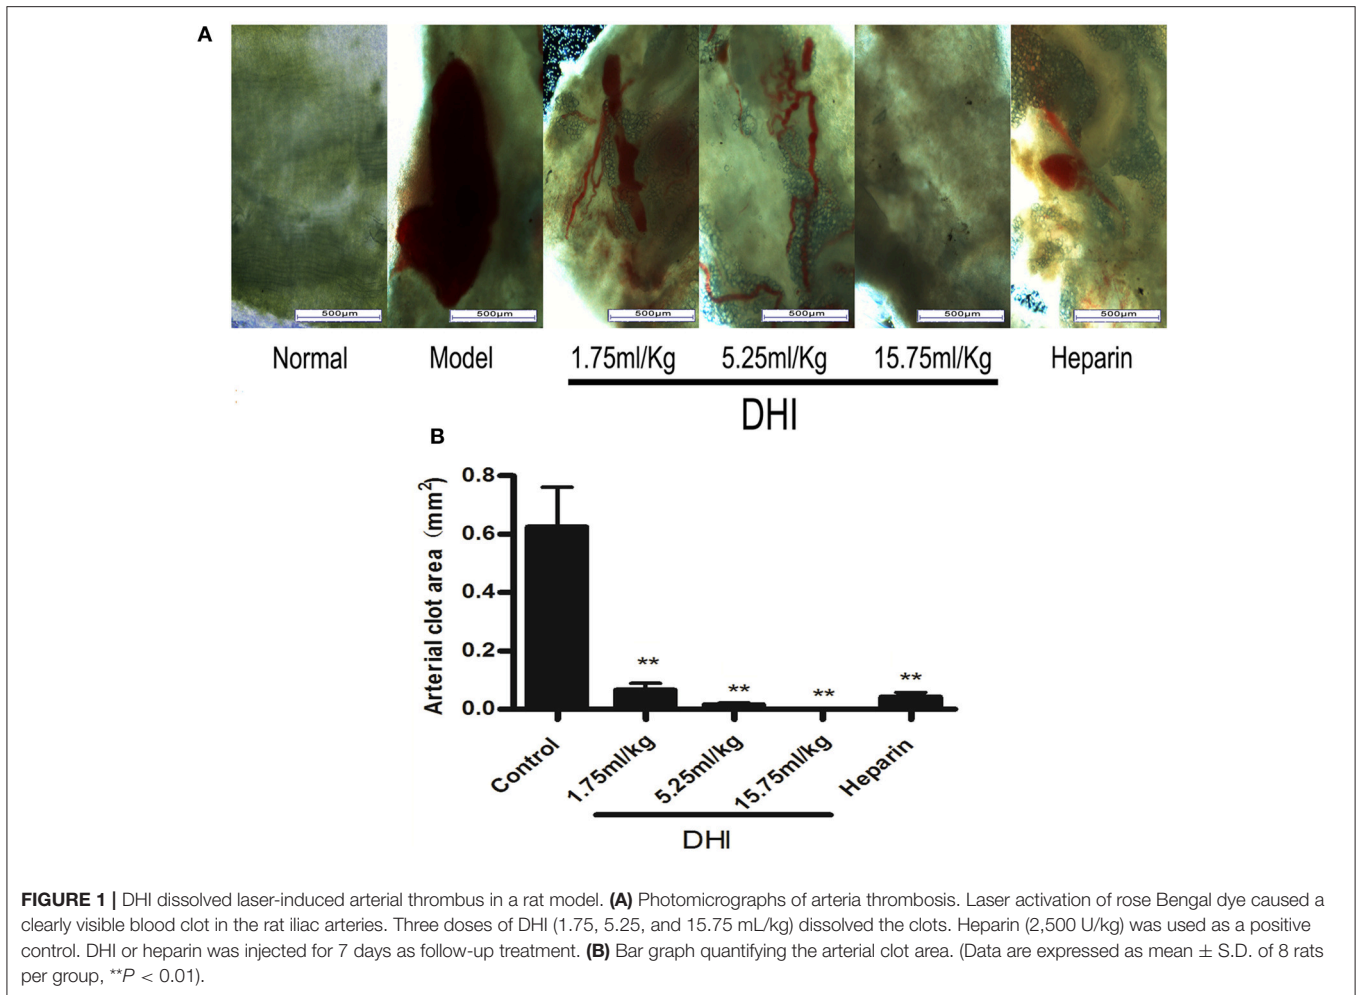 A
500µm 500µm 500µm 500µm 500µm 500µm
Normal Model 1.75ml/Kg 5.25ml/Kg 15.75ml/Kg Heparin
DHI
B
Arterial clot area (mm²)
0.8
0.6
0.4
0.2
0.0
** ** ** **
Control 1.75ml/kg 5.25ml/kg 15.75ml/kg Heparin
DHI
FIGURE 1 | DHI dissolved laser-induced arterial thrombus in a rat model. (A) Photomicrographs of arteria thrombosis. Laser activation of rose Bengal dye caused a
clearly visible blood clot in the rat iliac arteries. Three doses of DHI (1.75, 5.25, and 15.75 mL/kg) dissolved the clots. Heparin (2,500 U/kg) was used as a positive
control. DHI or heparin was injected for 7 days as follow-up treatment. (B) Bar graph quantifying the arterial clot area. (Data are expressed as mean ± S.D. of 8 rats
per group, **P < 0.01).